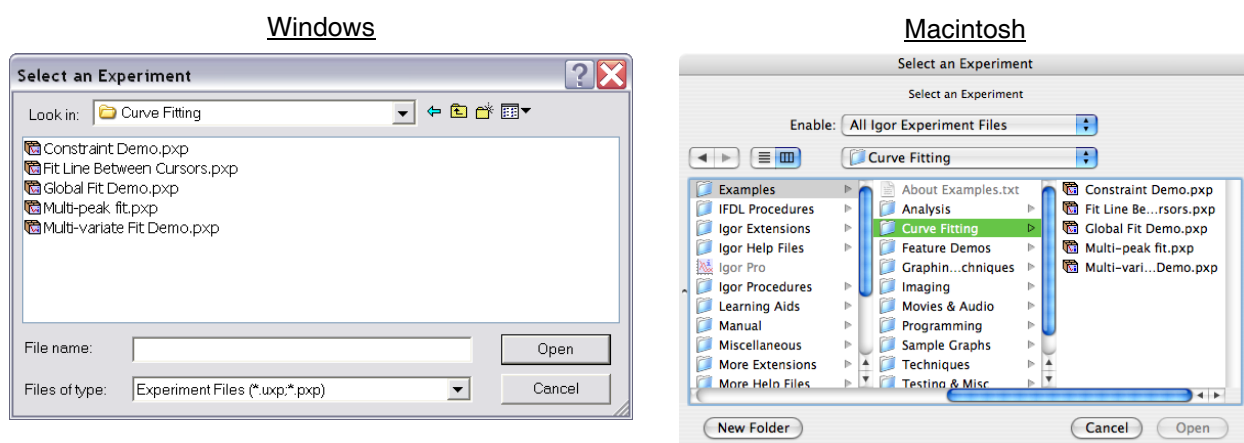 Windows
Select an Experiment
Look in: Curve Fitting
Constraint Demo.pxp
Fit Line Between Cursors.pxp
Global Fit Demo.pxp
Multi-peak fit.pxp
Multi-variate Fit Demo.pxp
File name:
Open
Files of type: Experiment Files (*.uxp;*.pxp)
Cancel
Macintosh
Select an Experiment
Select an Experiment
Enable: All Igor Experiment Files
Curve Fitting
Examples
IFDL Procedures
Igor Extensions
Igor Help Files
Igor Pro
Igor Procedures
Learning Aids
Manual
Miscellaneous
More Extensions
More Help Files
About Examples.txt
Analysis
Curve Fitting
Feature Demos
Graphin...chniques
Imaging
Movies & Audio
Programming
Sample Graphs
Techniques
Testing & Misc
Constraint Demo.pxp
Fit Line Be...rsors.pxp
Global Fit Demo.pxp
Multi-peak fit.pxp
Multi-vari...Demo.pxp
New Folder
Cancel
Open